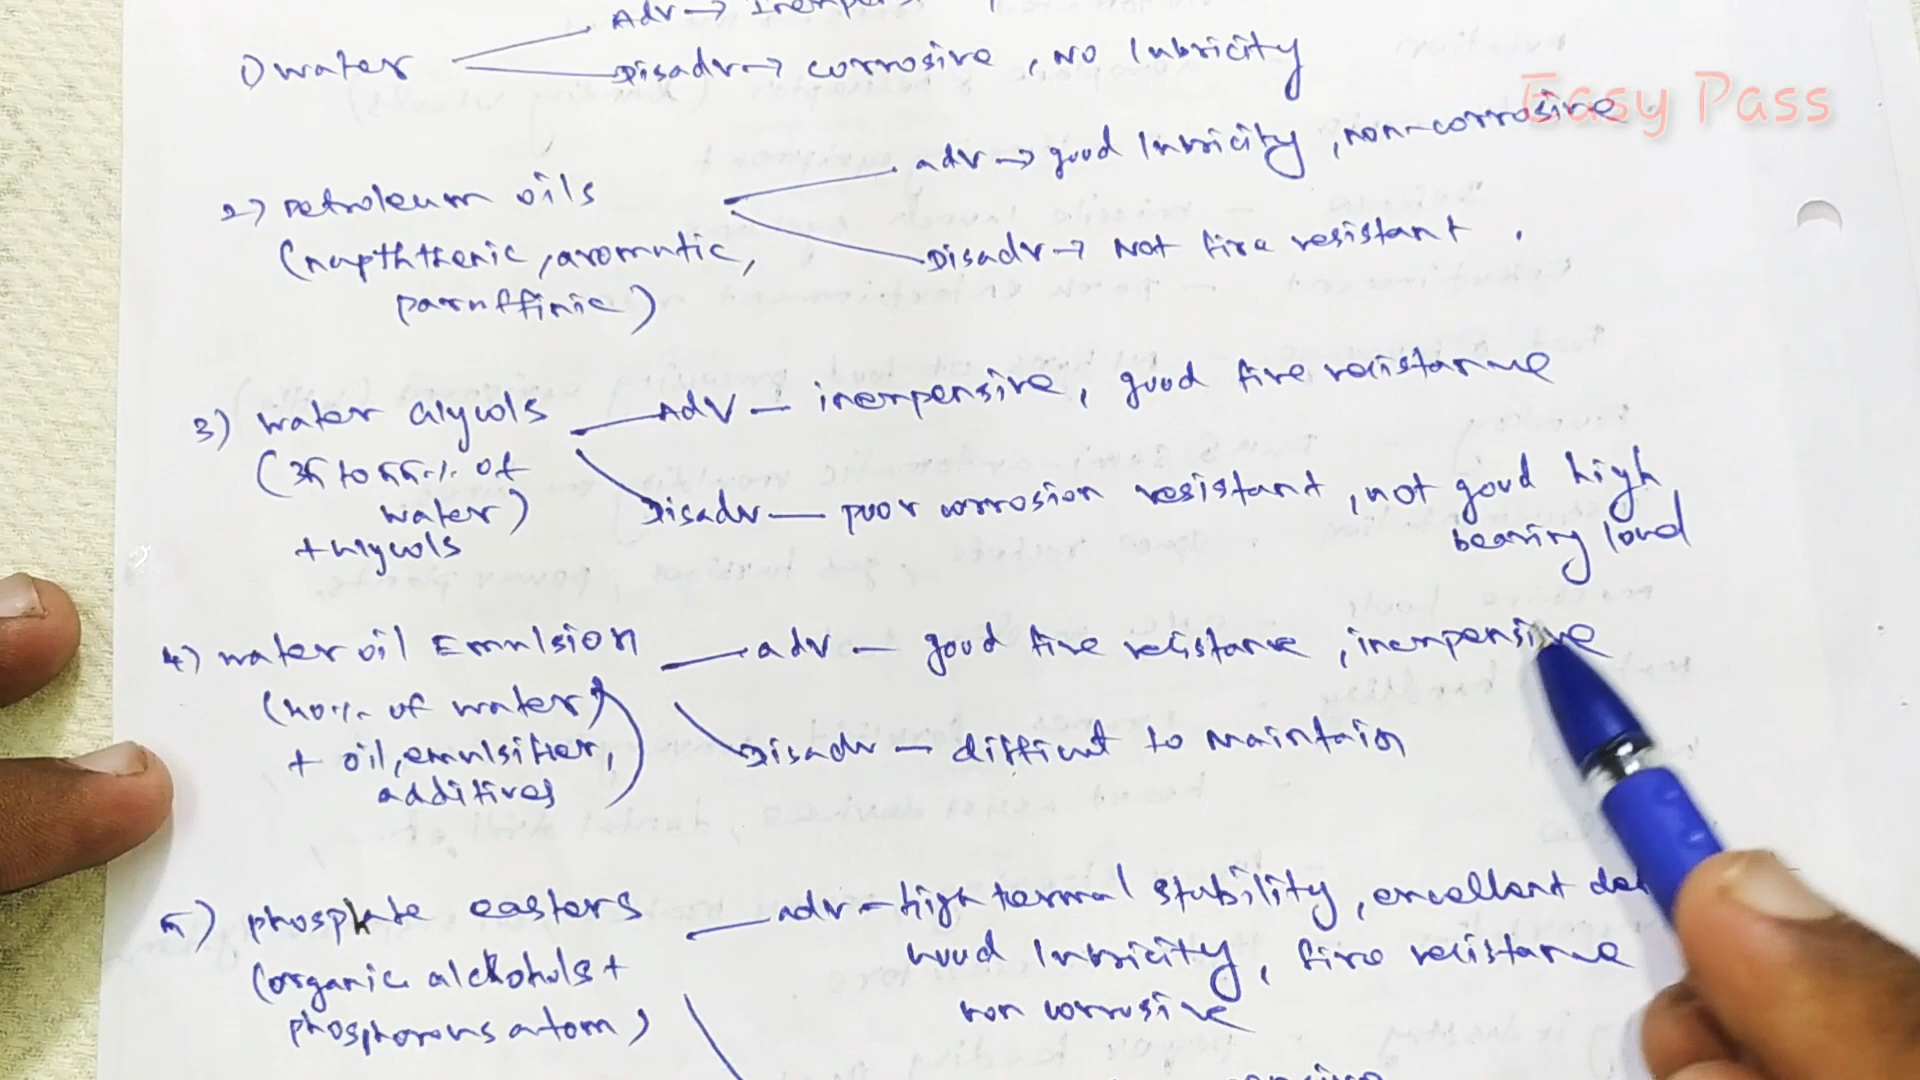 Adv →
1) water
Disadv → corrosive, No lubricity
Easy Pass
adv → good lubricity, non-corrosive
2) petroleum oils
(napththenic, aromatic,
paraffinic)
Disadv → Not fire resistant.
3) water Glycols
Adv - inexpensive, good fire resistance
(35 to 55% of
water)
+ Glycols
Disadv - poor corrosion resistant, not good high
bearing load
4) water oil Emulsion
adv - good fire resistance, inexpensive
(40% of water)
+ oil, emulsifier,
additives
Disadv - difficut to maintain
5) phosphate easters
adv - high termal stability, excellent
Good lubricity, fire resistance
non corrosive
(organic alckohols +
phosphorous atom)